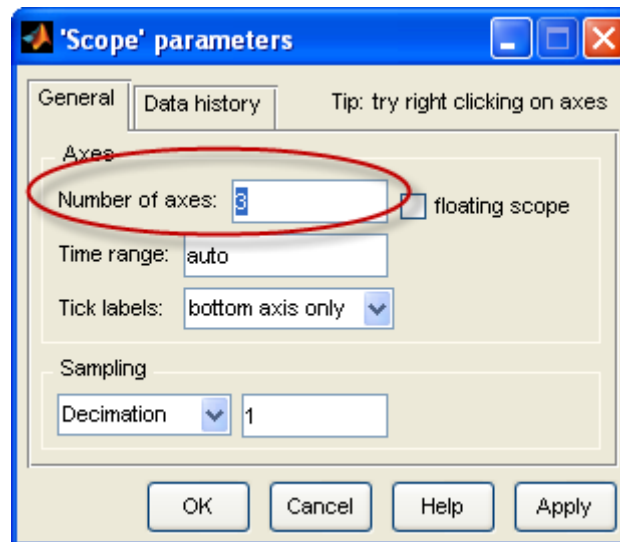 'Scope' parameters
General Data history Tip: try right clicking on axes
Axes
Number of axes: 3 floating scope
Time range: auto
Tick labels: bottom axis only
Sampling
Decimation 1
OK Cancel Help Apply